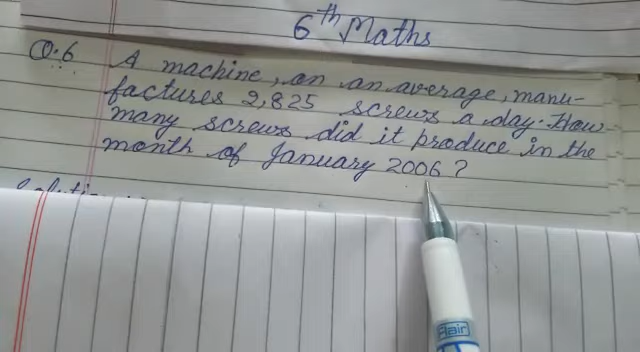 6th Maths
Q.6 A machine, on an average, manu-
factures 2,825 screws a day. How
many screws did it produce in the
month of January 2006?
Flair